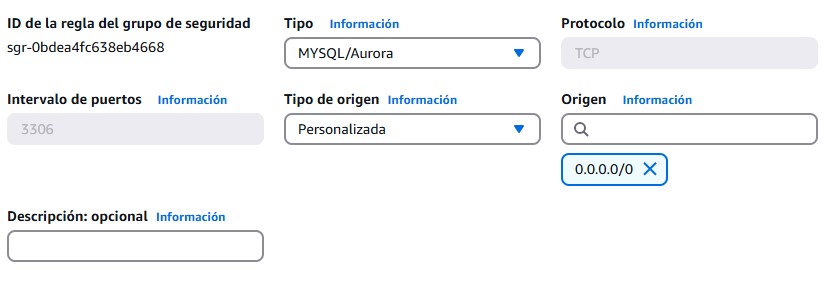 ID de la regla del grupo de seguridad
sgr-0bdea4fc638eb4668
Tipo Información
MYSQL/Aurora
Protocolo Información
TCP
Intervalo de puertos Información
3306
Tipo de origen Información
Personalizada
Origen Información
0.0.0.0/0
Descripción: opcional Información